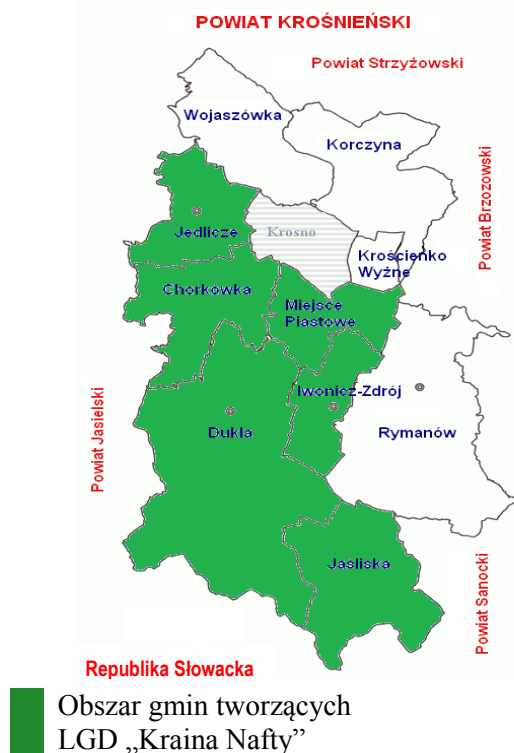 POWIAT KROŚNIEŃSKI
Powiat Strzyżowski
Wojaszówka
Korczyna
Powiat Brzozowski
Jedlicze
Krosno
Krościenko
Wyżne
Chorkówka
Miejsce
Piastowe
Iwonicz-Zdrój
Powiat Jasielski
Dukla
Rymanów
Jaśliska
Powiat Sanocki
Republika Słowacka
Obszar gmin tworzących
LGD „Kraina Nafty”